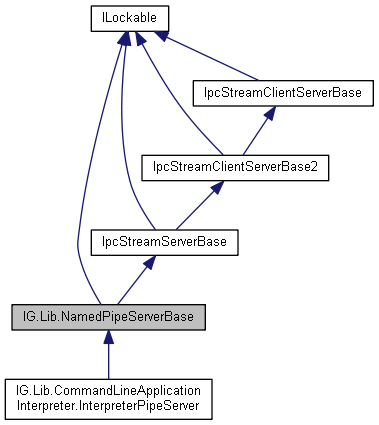 ILockable
IpcStreamClientServerBase
IpcStreamClientServerBase2
IpcStreamServerBase
IG.Lib.NamedPipeServerBase
IG.Lib.CommandLineApplication
Interpreter.InterpreterPipeServer